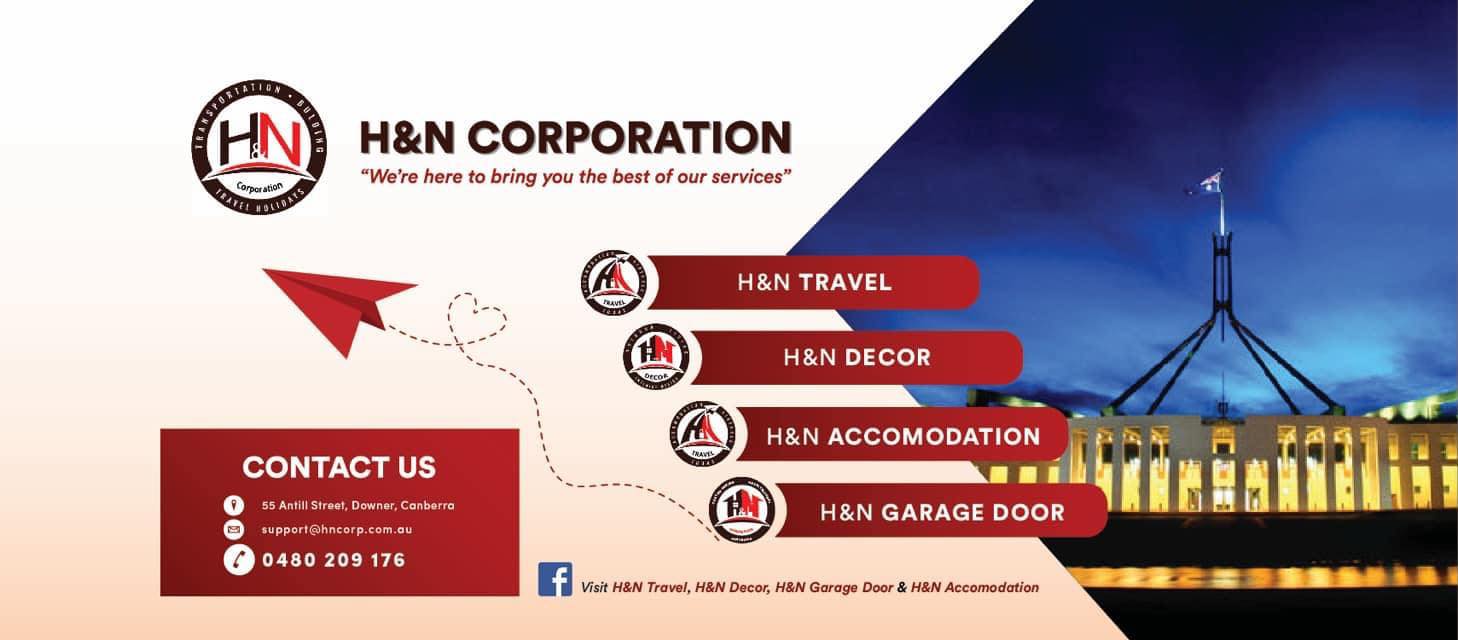 TRANSPORTATION • BUILDING
H&N
Corporation
TRAVEL HOLIDAYS
H&N CORPORATION
“We’re here to bring you the best of our services”
TRAVEL
H&N TRAVEL
H&N
DECOR
H&N DECOR
TRAVEL
H&N ACCOMODATION
H&N
H&N GARAGE DOOR
CONTACT US
55 Antill Street, Downer, Canberra
support@hncorp.com.au
0480 209 176
f Visit H&N Travel, H&N Decor, H&N Garage Door & H&N Accomodation